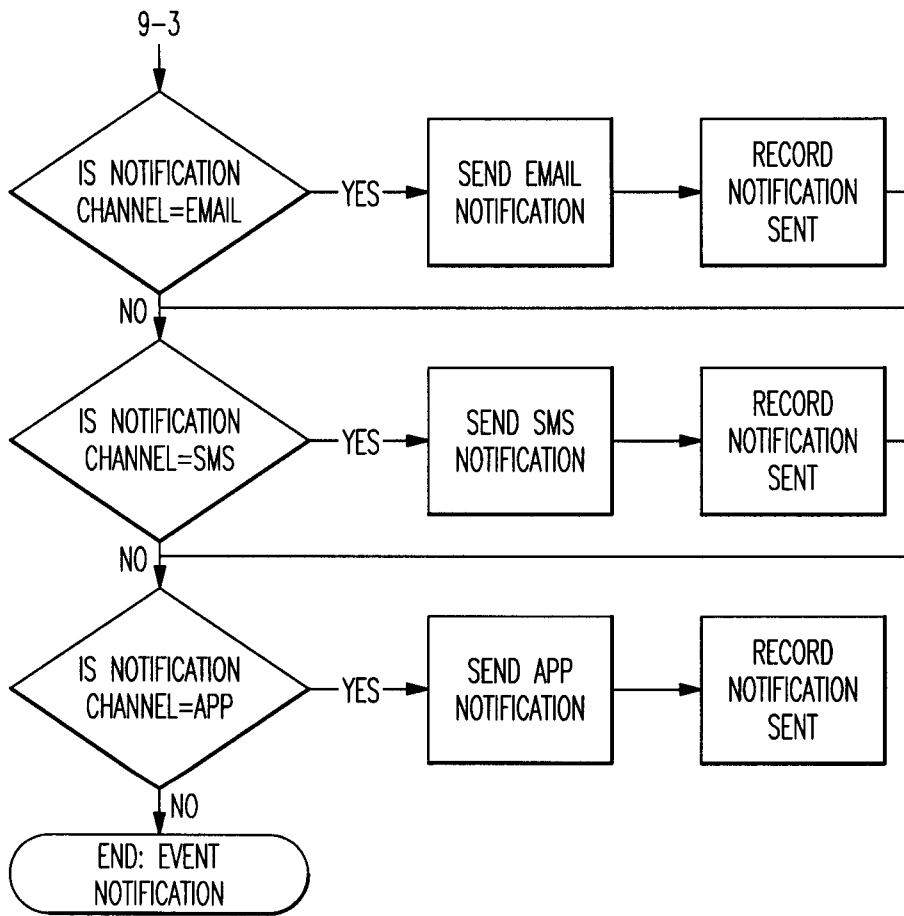 9-3
IS NOTIFICATION
CHANNEL=EMAIL
YES
SEND EMAIL
NOTIFICATION
RECORD
NOTIFICATION
SENT
NO
IS NOTIFICATION
CHANNEL=SMS
YES
SEND SMS
NOTIFICATION
RECORD
NOTIFICATION
SENT
NO
IS NOTIFICATION
CHANNEL=APP
YES
SEND APP
NOTIFICATION
RECORD
NOTIFICATION
SENT
NO
END: EVENT
NOTIFICATION